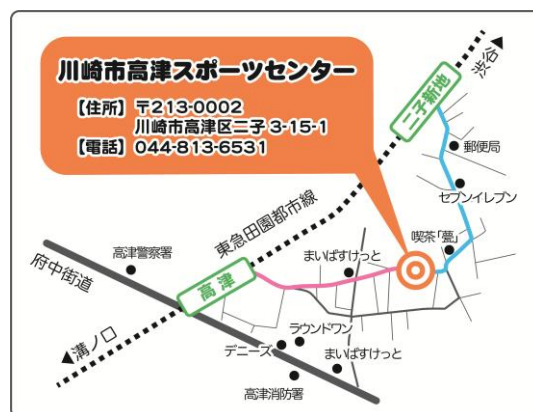 川崎市高津スポーツセンター
【住所】〒213-0002
川崎市高津区二子3-15-1
【電話】044-813-6531
▲渋谷
二子新地
郵便局
セブンイレブン
喫茶「甍」
東急田園都市線
高津警察署
まいばすけっと
府中街道
高津
ラウンドワン
デニーズ
まいばすけっと
▲溝ノ口
高津消防署